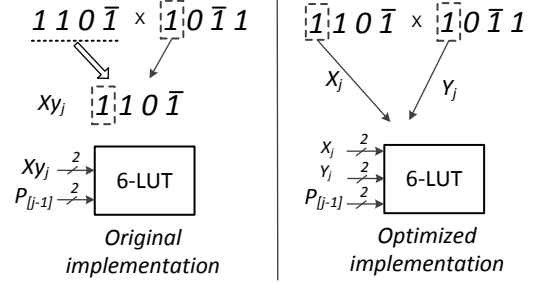 1 1 0 1̅ × 1 0 1̅ 1
Xyj 1 1 0 1̅
Xyj 2
P[j-1] 2
6-LUT
Original
implementation
1 1 0 1̅ × 1 0 1̅ 1
Xj Yj
Xj 2
Yj 2
P[j-1] 2
6-LUT
Optimized
implementation